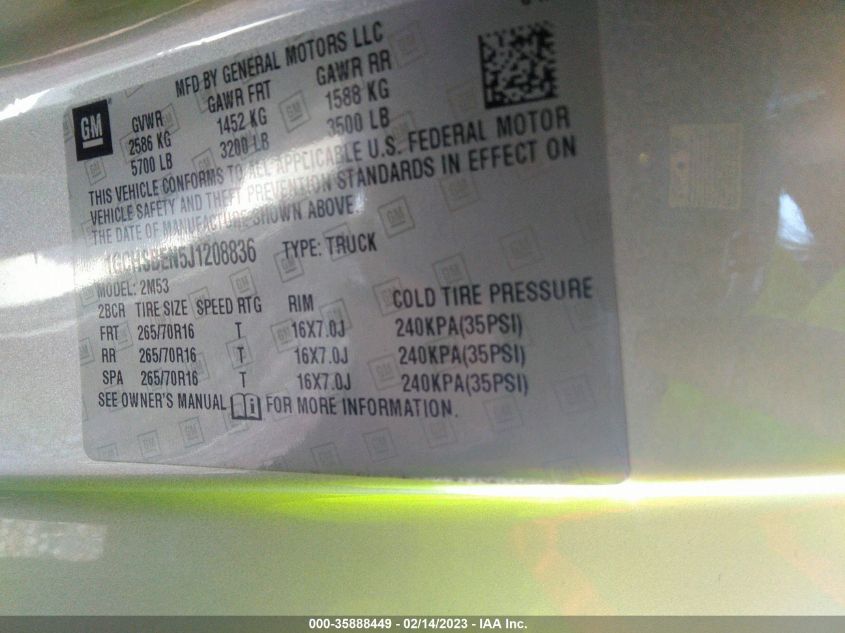 MFD BY GENERAL MOTORS LLC
GM
GVWR GAWR FRT GAWR RR
2586 KG 1452 KG 1588 KG
5700 LB 3200 LB 3500 LB
THIS VEHICLE CONFORMS TO ALL APPLICABLE U.S. FEDERAL MOTOR
VEHICLE SAFETY AND THEFT PREVENTION STANDARDS IN EFFECT ON
THE DATE OF MANUFACTURE SHOWN ABOVE
1GCHSBEN5J1208836 TYPE: TRUCK
MODEL: 2M53
2BCR TIRE SIZE SPEED RTG RIM COLD TIRE PRESSURE
FRT 265/70R16 T 16X7.0J 240KPA(35PSI)
RR 265/70R16 T 16X7.0J 240KPA(35PSI)
SPA 265/70R16 T 16X7.0J 240KPA(35PSI)
SEE OWNER'S MANUAL FOR MORE INFORMATION.
000-35888449 - 02/14/2023 - IAA Inc.